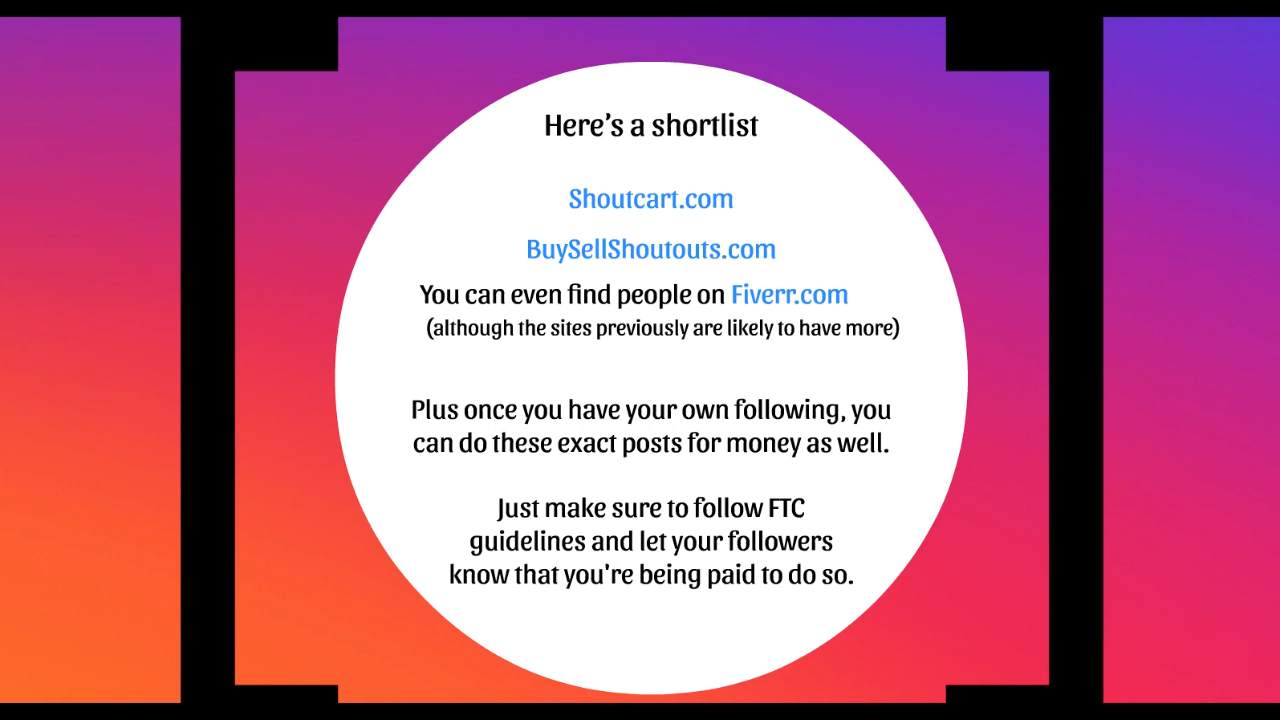 Here’s a shortlist
Shoutcart.com
BuySellShoutouts.com
You can even find people on Fiverr.com
(although the sites previously are likely to have more)
Plus once you have your own following, you
can do these exact posts for money as well.
Just make sure to follow FTC
guidelines and let your followers
know that you're being paid to do so.